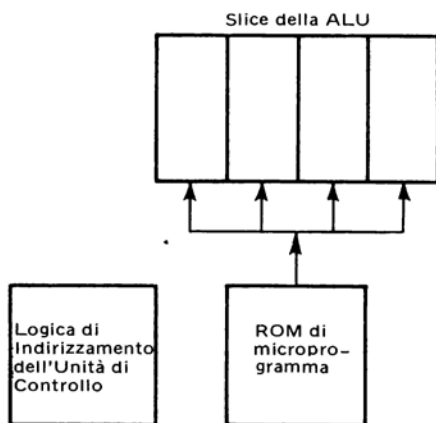 Slice della ALU
Logica di
Indirizzamento
dell'Unità di
Controllo
ROM di
micropro-
gramma